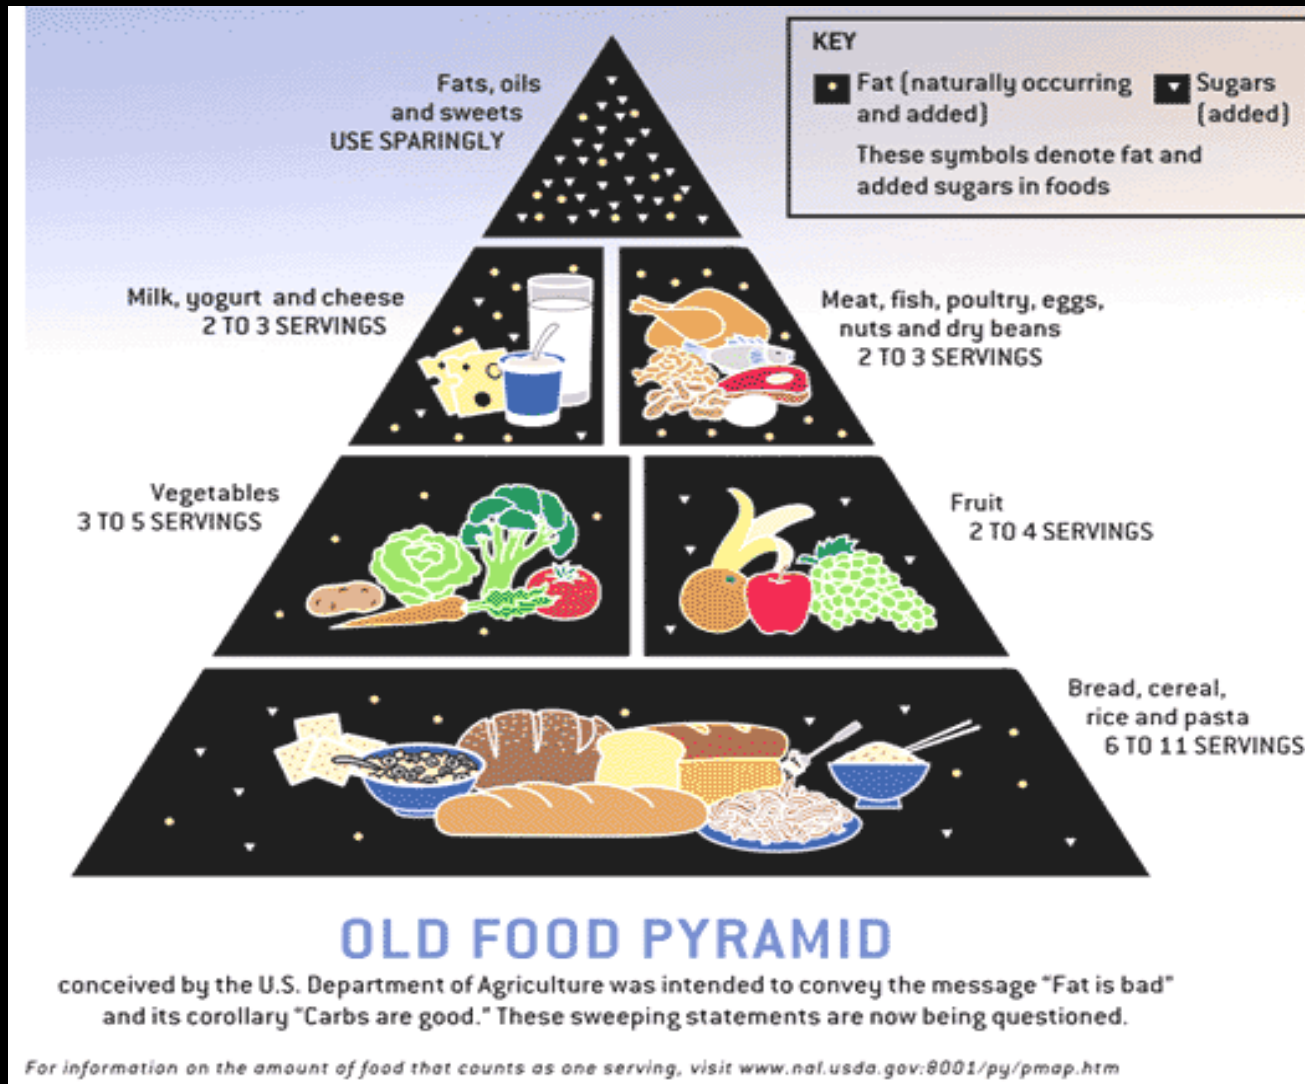 Fats, oils
and sweets
USE SPARINGLY
KEY
Fat (naturally occurring
and added)
Sugars
(added)
These symbols denote fat and
added sugars in foods
Milk, yogurt and cheese
2 TO 3 SERVINGS
Meat, fish, poultry, eggs,
nuts and dry beans
2 TO 3 SERVINGS
Vegetables
3 TO 5 SERVINGS
Fruit
2 TO 4 SERVINGS
Bread, cereal,
rice and pasta
6 TO 11 SERVINGS
OLD FOOD PYRAMID
conceived by the U.S. Department of Agriculture was intended to convey the message "Fat is bad"
and its corollary "Carbs are good." These sweeping statements are now being questioned.
For information on the amount of food that counts as one serving, visit www.nal.usda.gov:8001/py/pmap.htm